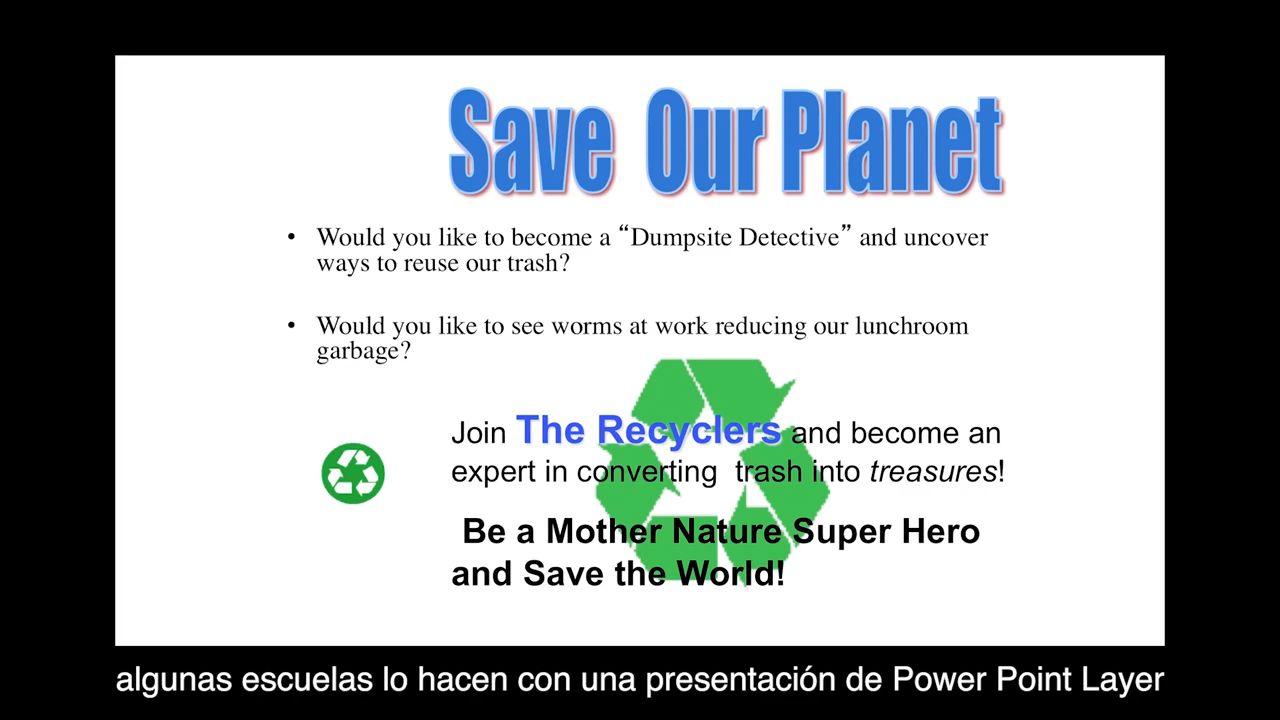 Save Our Planet
• Would you like to become a “Dumpsite Detective” and uncover
ways to reuse our trash?
• Would you like to see worms at work reducing our lunchroom
garbage?
Join The Recyclers and become an
expert in converting trash into treasures!
Be a Mother Nature Super Hero
and Save the World!
algunas escuelas lo hacen con una presentación de Power Point Layer